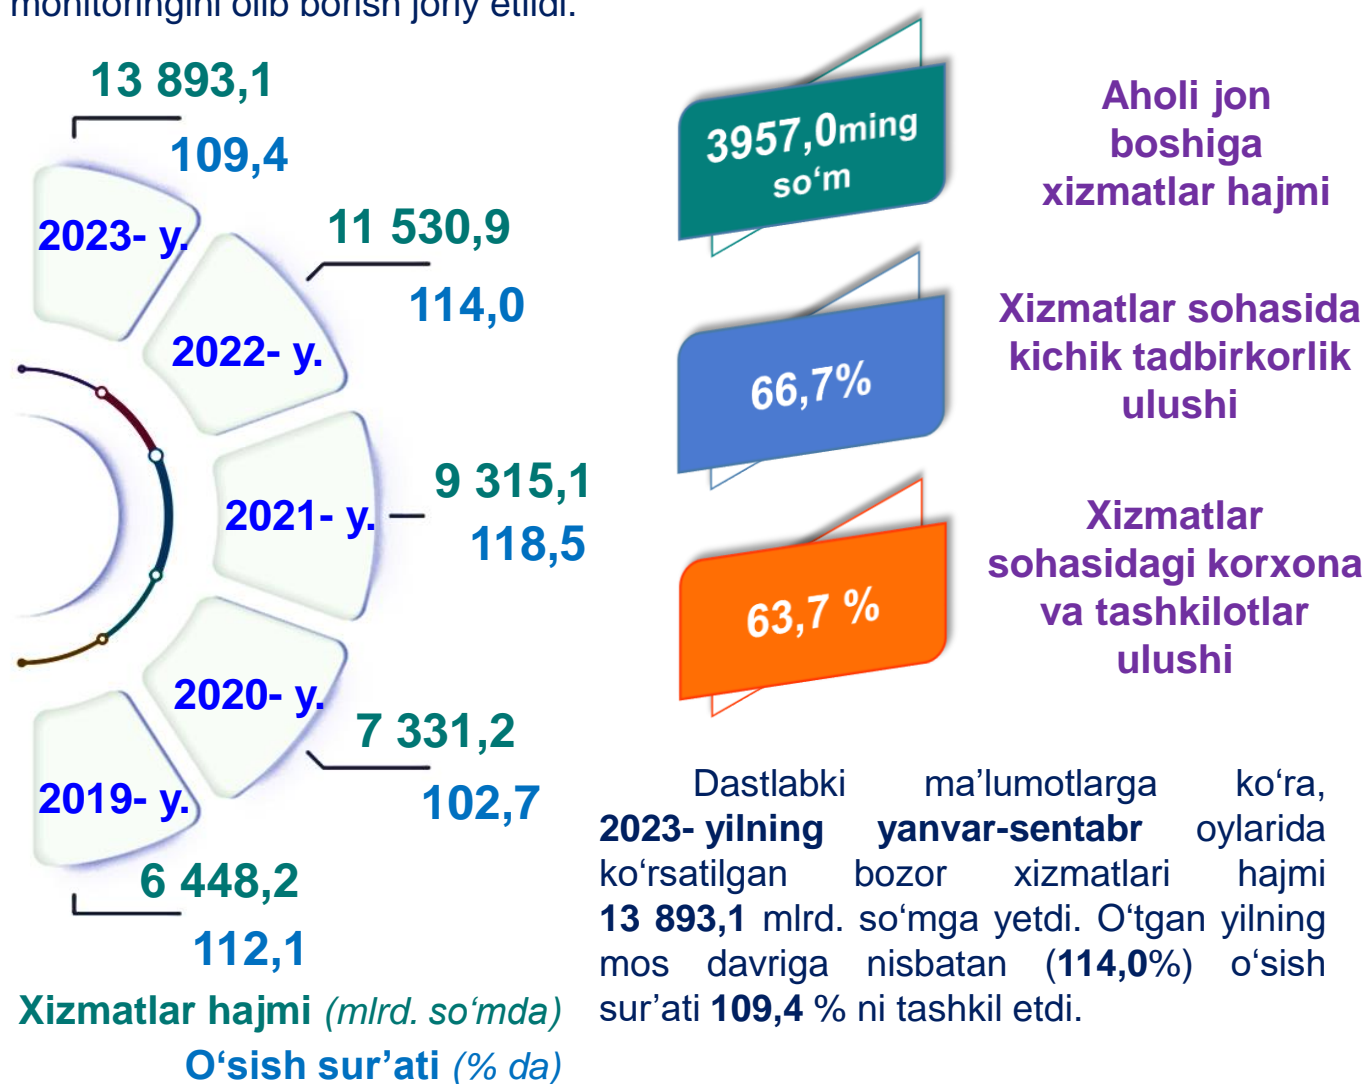 monitoringini olib borish joriy etildi.
13 893,1
109,4
2023- y.
11 530,9
114,0
2022- y.
9 315,1
118,5
2021- y.
2020- y.
7 331,2
102,7
2019- y.
6 448,2
112,1
Xizmatlar hajmi (mlrd. so‘mda)
O‘sish sur’ati (% da)
3957,0ming
so‘m
Aholi jon
boshiga
xizmatlar hajmi
66,7%
Xizmatlar sohasida
kichik tadbirkorlik
ulushi
63,7 %
Xizmatlar
sohasidagi korxona
va tashkilotlar
ulushi
Dastlabki ma’lumotlarga ko‘ra,
2023- yilning yanvar-sentabr oylarida
ko‘rsatilgan bozor xizmatlari hajmi
13 893,1 mlrd. so‘mga yetdi. O‘tgan yilning
mos davriga nisbatan (114,0%) o‘sish
sur’ati 109,4 % ni tashkil etdi.